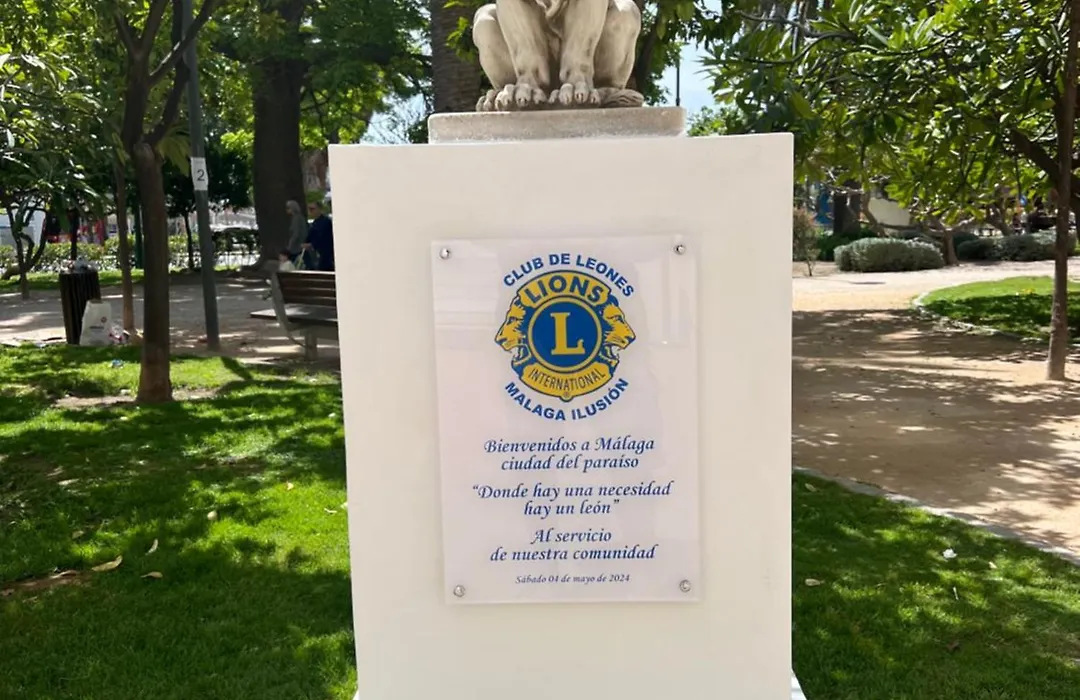 2
CLUB DE LEONES
LIONS
L
INTERNATIONAL
MALAGA ILUSIÓN
Bienvenidos a Málaga
ciudad del paraíso
“Donde hay una necesidad
hay un león”
Al servicio
de nuestra comunidad
Sábado 04 de mayo de 2024